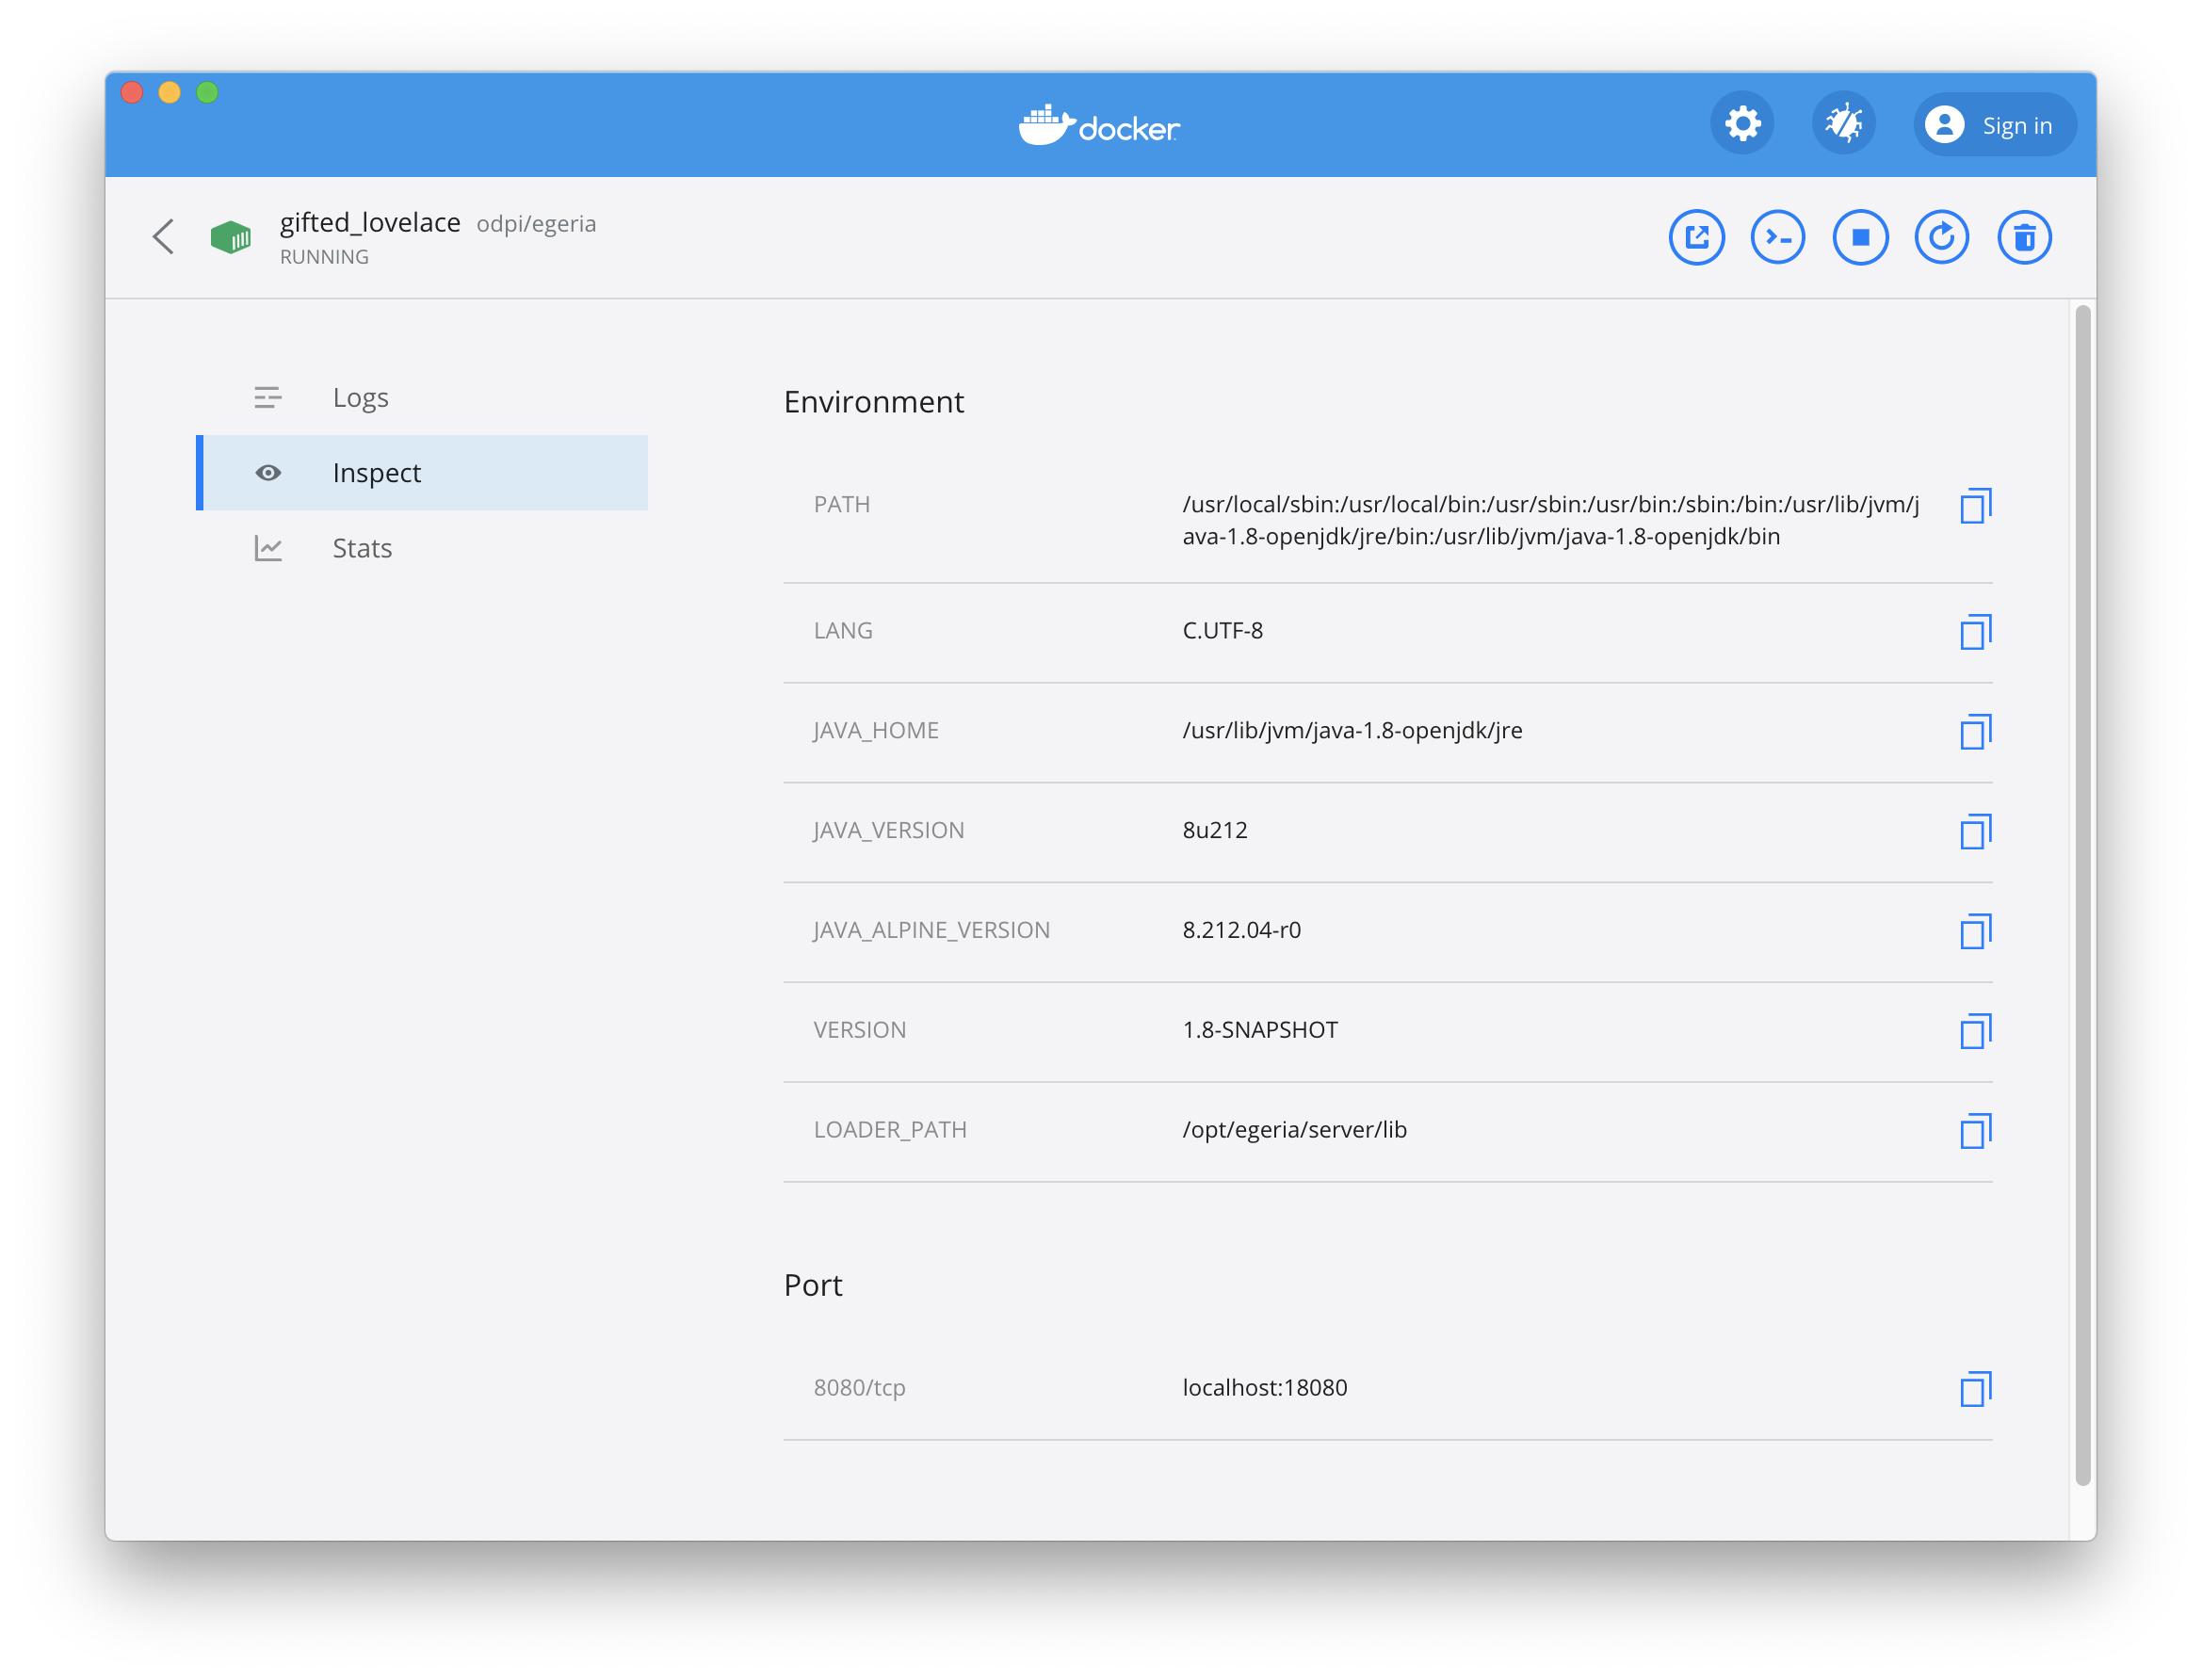 docker
Sign in
gifted_lovelace odpi/egeria
RUNNING
Logs
Inspect
Stats
Environment
PATH /usr/local/sbin:/usr/local/bin:/usr/sbin:/usr/bin:/sbin:/bin:/usr/lib/jvm/j
ava-1.8-openjdk/jre/bin:/usr/lib/jvm/java-1.8-openjdk/bin
LANG C.UTF-8
JAVA_HOME /usr/lib/jvm/java-1.8-openjdk/jre
JAVA_VERSION 8u212
JAVA_ALPINE_VERSION 8.212.04-r0
VERSION 1.8-SNAPSHOT
LOADER_PATH /opt/egeria/server/lib
Port
8080/tcp localhost:18080